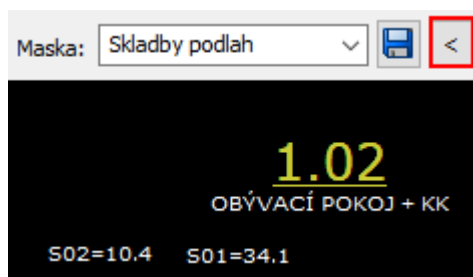 Maska: Skladby podlah <
1.02
OBÝVACÍ POKOJ + KK
S02=10.4 S01=34.1